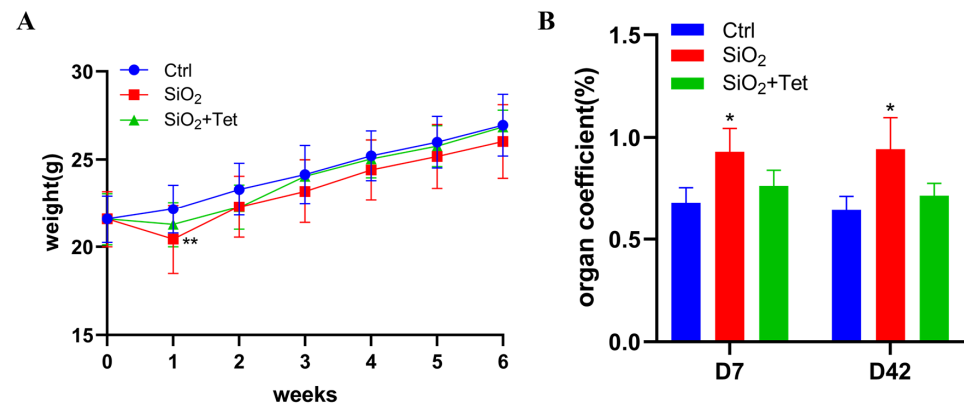 A
Ctrl
SiO₂
SiO₂+Tet
30
25
20
15
weight(g)
**
0 1 2 3 4 5 6
weeks
B
Ctrl
SiO₂
SiO₂+Tet
1.5
1.0
0.5
0.0
organ coefficient(%)
* *
D7 D42